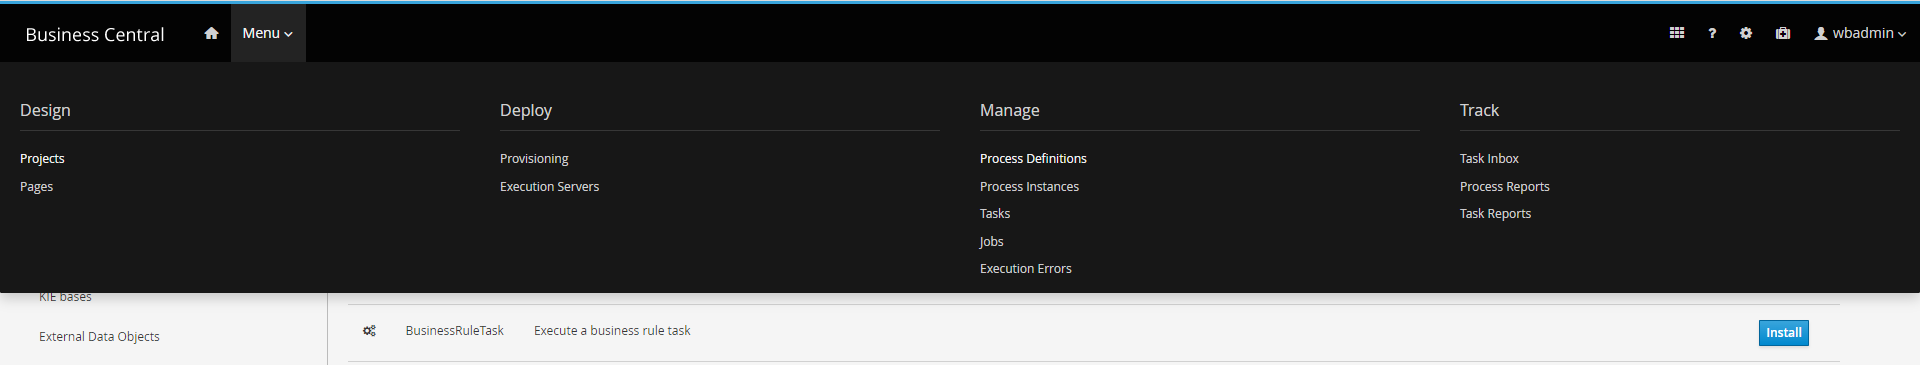 Business Central Menu ? wbadmin
Design Deploy Manage Track
Projects Provisioning Process Definitions Task Inbox
Pages Execution Servers Process Instances Process Reports
Tasks Task Reports
Jobs
Execution Errors
KIE bases
BusinessRuleTask Execute a business rule task Install
External Data Objects